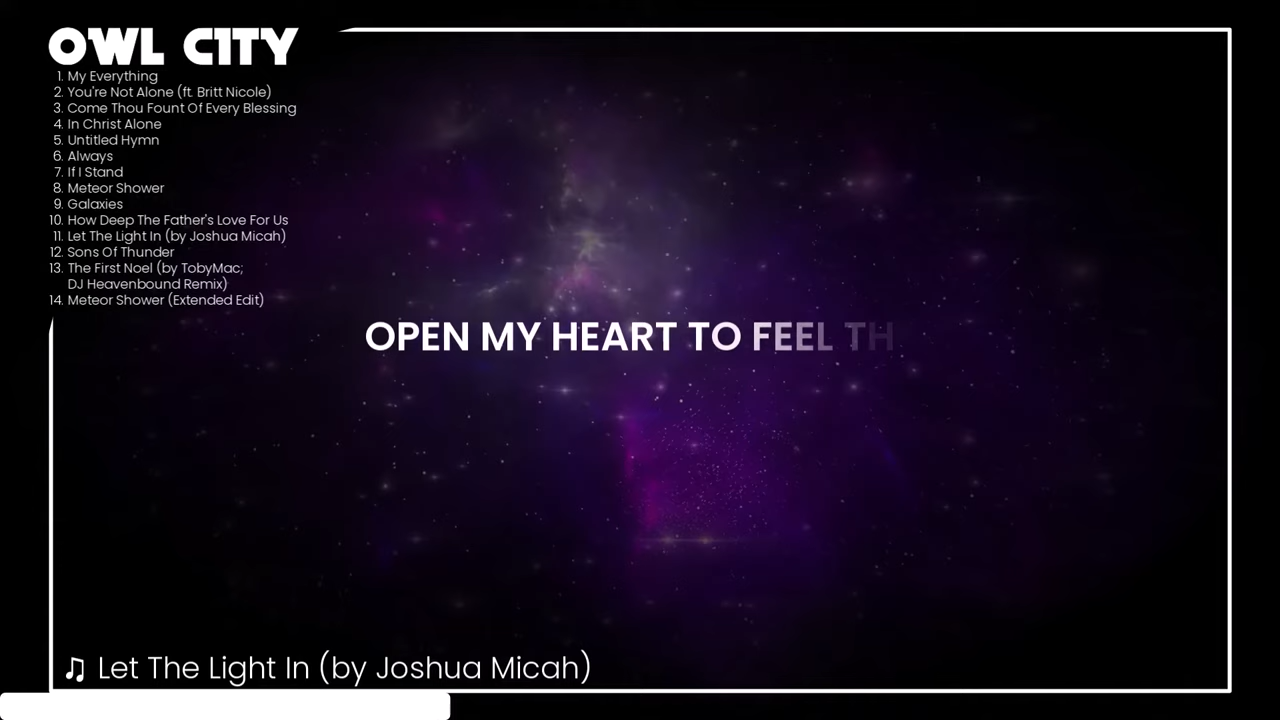 OWL CITY
1. My Everything
2. You're Not Alone (ft. Britt Nicole)
3. Come Thou Fount Of Every Blessing
4. In Christ Alone
5. Untitled Hymn
6. Always
7. If I Stand
8. Meteor Shower
9. Galaxies
10. How Deep The Father's Love For Us
11. Let The Light In (by Joshua Micah)
12. Sons Of Thunder
13. The First Noel (by TobyMac;
DJ Heavenbound Remix)
14. Meteor Shower (Extended Edit)
OPEN MY HEART TO FEEL TH
♫ Let The Light In (by Joshua Micah)